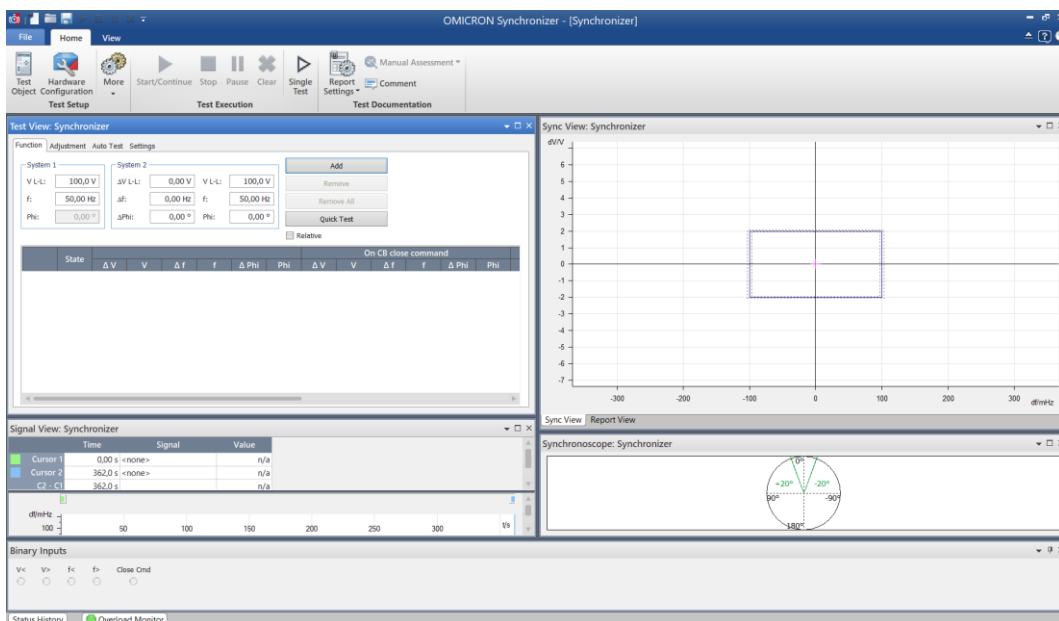 OMICRON Synchronizer - [Synchronizer]
File Home View
Test Object
Hardware Configuration
More
Test Setup
Start/Continue Stop Pause Clear
Single Test
Test Execution
Report Settings
Manual Assessment
Comment
Test Documentation
Test View: Synchronizer
Function Adjustment Auto Test Settings
System 1
V L-L: 100,0 V
f: 50,00 Hz
Phi: 0,00 °
System 2
ΔV L-L: 0,00 V V L-L: 100,0 V
Δf: 0,00 Hz f: 50,00 Hz
ΔPhi: 0,00 ° Phi: 0,00 °
Add
Remove
Remove All
Quick Test
Relative
State On CB close command
Δ V V Δ f f Δ Phi Phi Δ V V Δ f f Δ Phi Phi
Sync View: Synchronizer
dV/V
6
5
4
3
2
1
0
-1
-2
-3
-4
-5
-6
-7
-300 -200 -100 0 100 200 300 df/mHz
Sync View Report View
Signal View: Synchronizer
Time Signal Value
Cursor 1 0,00 s <none> n/a
Cursor 2 362,0 s <none> n/a
C2 - C1 362,0 s n/a
df/mHz
100
50 100 150 200 250 300 t/s
Synchronoscope: Synchronizer
0°
+20° -20°
90° -90°
180°
Binary Inputs
V< V> f< f> Close Cmd
Status History Overload Monitor